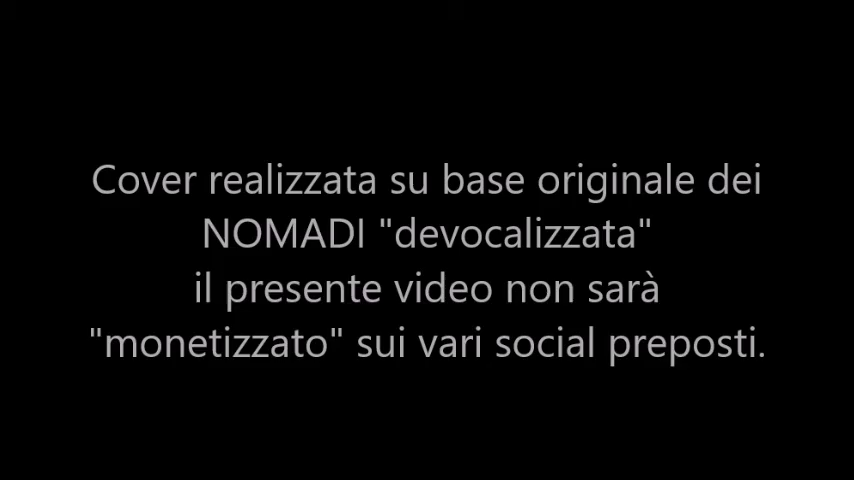 Cover realizzata su base originale dei
NOMADI "devocalizzata"
il presente video non sarà
"monetizzato" sui vari social preposti.